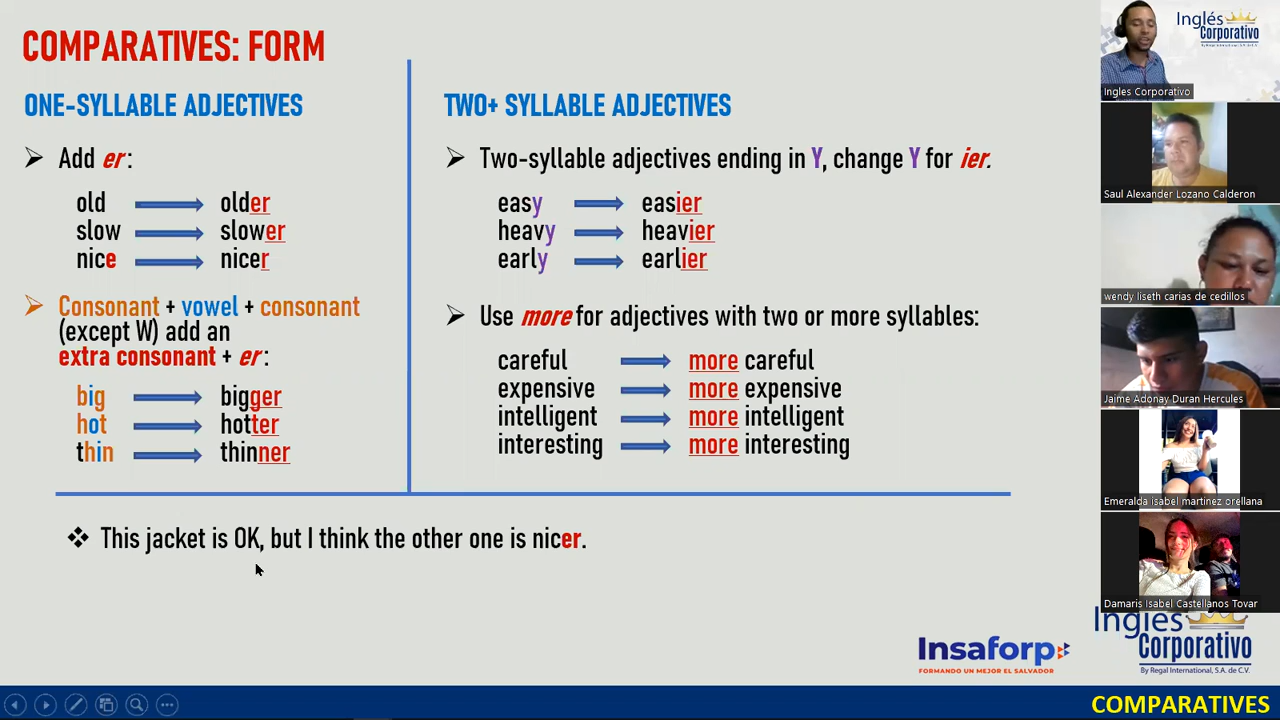 COMPARATIVES: FORM
ONE-SYLLABLE ADJECTIVES
Add er:
old older
slow slower
nice nicer
Consonant + vowel + consonant
(except W) add an
extra consonant + er:
big bigger
hot hotter
thin thinner
TWO+ SYLLABLE ADJECTIVES
Two-syllable adjectives ending in Y, change Y for ier.
easy easier
heavy heavier
early earlier
Use more for adjectives with two or more syllables:
careful more careful
expensive more expensive
intelligent more intelligent
interesting more interesting
This jacket is OK, but I think the other one is nicer.
Inglés
Corporativo
By Regal International, S.A. de C.V.
Ingles Corporativo
Saul Alexander Lozano Calderon
wendy liseth carias de cedillos
Jaime Adonay Duran Hercules
Emeralda isabel martinez orellana
Damaris Isabel Castellanos Tovar
Insaforp
FORMANDO UN MEJOR EL SALVADOR
Inglés
Corporativo
By Regal International, S.A. de C.V.
COMPARATIVES